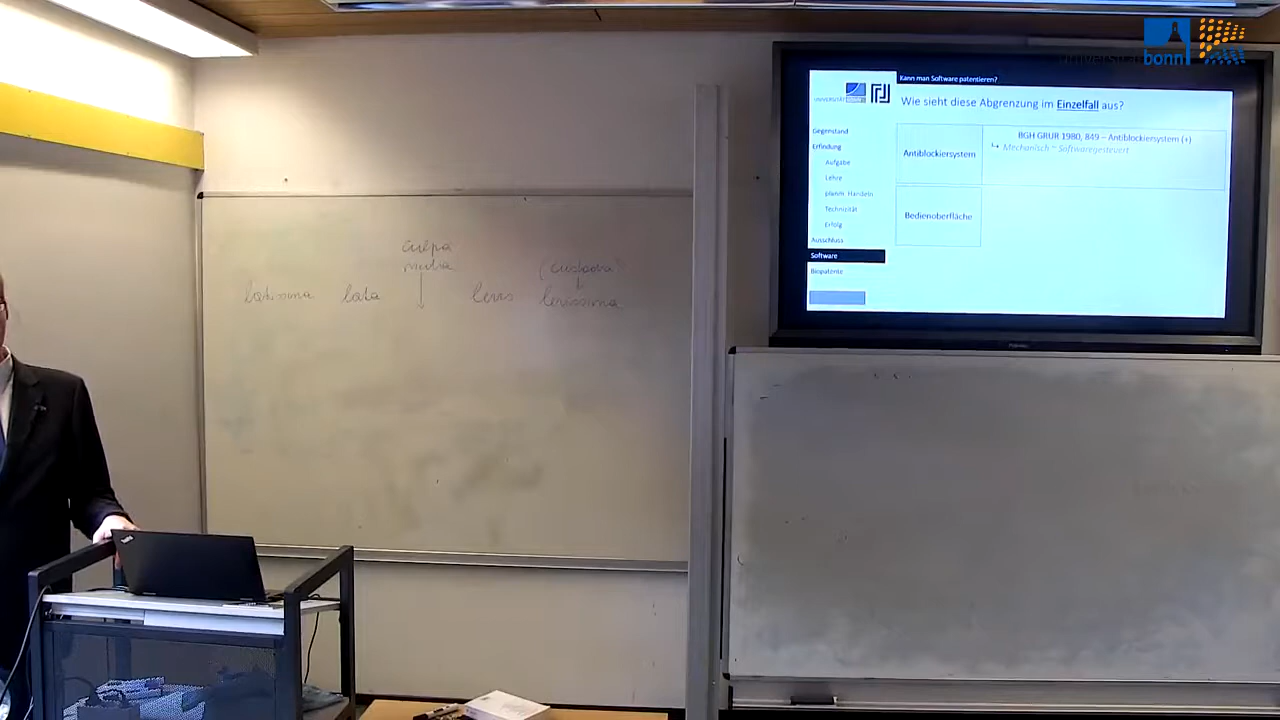 culpa
media
latissima lata levis levissima
(custodia)
universität bonn
Kann man Software patentieren?
Wie sieht diese Abgrenzung im Einzelfall aus?
Gegenstand
Erfindung
Aufgabe
Lehre
planm. Handeln
Technizität
Erfolg
Ausschluss
Software
Biopatente
Antiblockiersystem
BGH GRUR 1980, 849 – Antiblockiersystem (+)
↳ Mechanisch ~ Softwaregesteuert
Bedienoberfläche